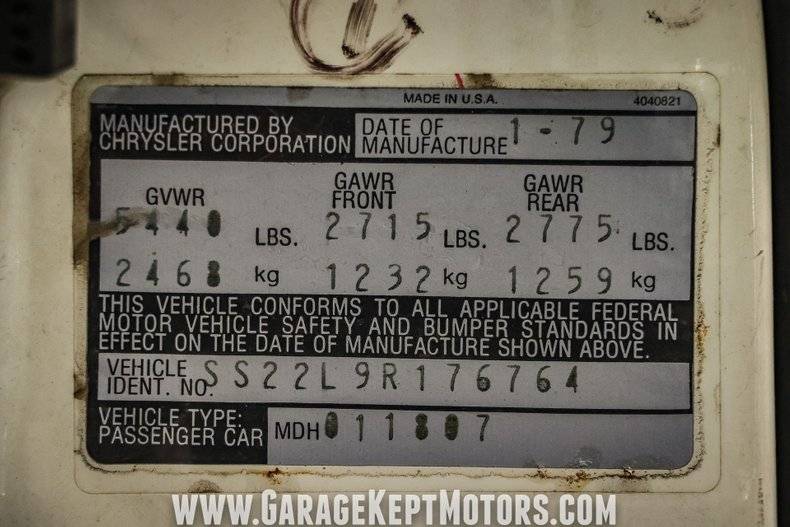 MADE IN U.S.A. 4040821
MANUFACTURED BY
CHRYSLER CORPORATION
DATE OF
MANUFACTURE 1-79
GVWR
GAWR
FRONT
GAWR
REAR
5440 LBS. 2715 LBS. 2775 LBS.
2468 kg 1232 kg 1259 kg
THIS VEHICLE CONFORMS TO ALL APPLICABLE FEDERAL
MOTOR VEHICLE SAFETY AND BUMPER STANDARDS IN
EFFECT ON THE DATE OF MANUFACTURE SHOWN ABOVE.
VEHICLE
IDENT. NO. SS22L9R176764
VEHICLE TYPE:
PASSENGER CAR
MDH 011807
WWW.GARAGEKEPTMOTORS.COM